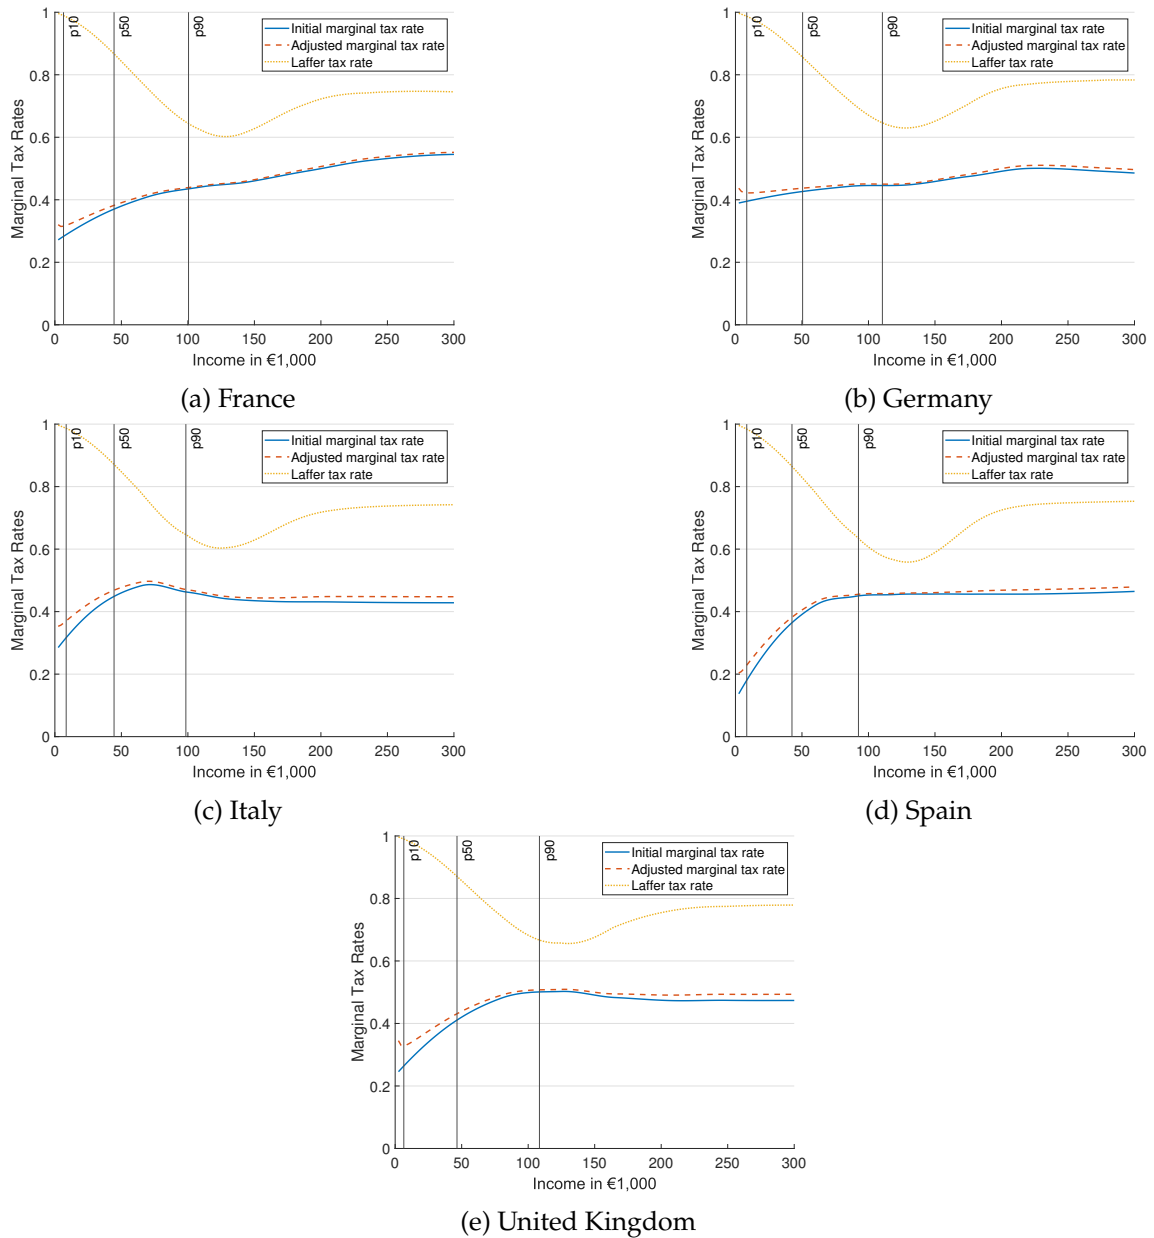 p10
p50
p90
Initial marginal tax rate
Adjusted marginal tax rate
Laffer tax rate
Marginal Tax Rates
1
0.8
0.6
0.4
0.2
0
0 50 100 150 200 250 300
Income in €1,000
(a) France
p10
p50
p90
Initial marginal tax rate
Adjusted marginal tax rate
Laffer tax rate
Marginal Tax Rates
1
0.8
0.6
0.4
0.2
0
0 50 100 150 200 250 300
Income in €1,000
(b) Germany
p10
p50
p90
Initial marginal tax rate
Adjusted marginal tax rate
Laffer tax rate
Marginal Tax Rates
1
0.8
0.6
0.4
0.2
0
0 50 100 150 200 250 300
Income in €1,000
(c) Italy
p10
p50
p90
Initial marginal tax rate
Adjusted marginal tax rate
Laffer tax rate
Marginal Tax Rates
1
0.8
0.6
0.4
0.2
0
0 50 100 150 200 250 300
Income in €1,000
(d) Spain
p10
p50
p90
Initial marginal tax rate
Adjusted marginal tax rate
Laffer tax rate
Marginal Tax Rates
1
0.8
0.6
0.4
0.2
0
0 50 100 150 200 250 300
Income in €1,000
(e) United Kingdom